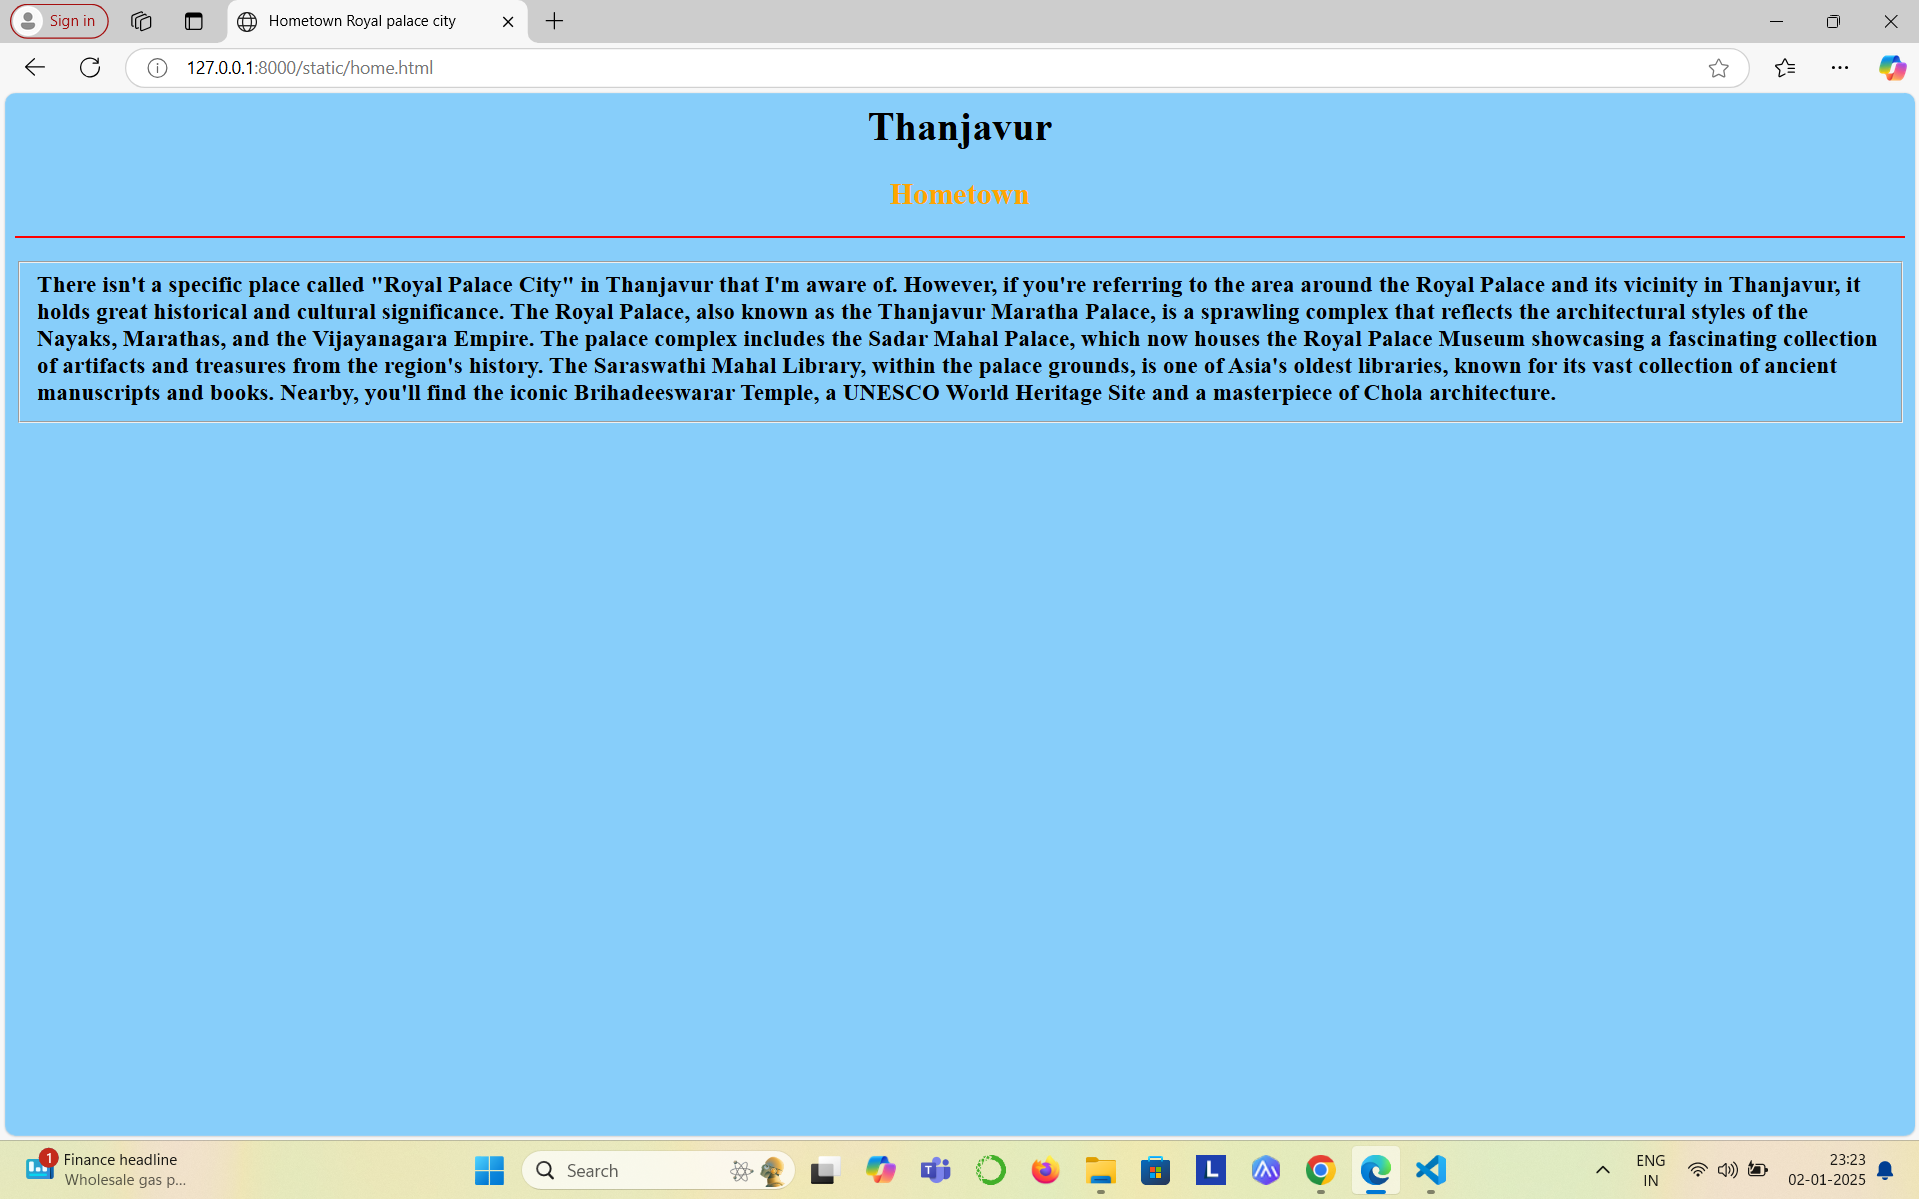 Sign in
Hometown Royal palace city
127.0.0.1:8000/static/home.html
Thanjavur
Hometown
There isn't a specific place called "Royal Palace City" in Thanjavur that I'm aware of. However, if you're referring to the area around the Royal Palace and its vicinity in Thanjavur, it
holds great historical and cultural significance. The Royal Palace, also known as the Thanjavur Maratha Palace, is a sprawling complex that reflects the architectural styles of the
Nayaks, Marathas, and the Vijayanagara Empire. The palace complex includes the Sadar Mahal Palace, which now houses the Royal Palace Museum showcasing a fascinating collection
of artifacts and treasures from the region's history. The Saraswathi Mahal Library, within the palace grounds, is one of Asia's oldest libraries, known for its vast collection of ancient
manuscripts and books. Nearby, you'll find the iconic Brihadeeswarar Temple, a UNESCO World Heritage Site and a masterpiece of Chola architecture.
1
Finance headline
Wholesale gas p...
Search
L
ENG
IN
23:23
02-01-2025